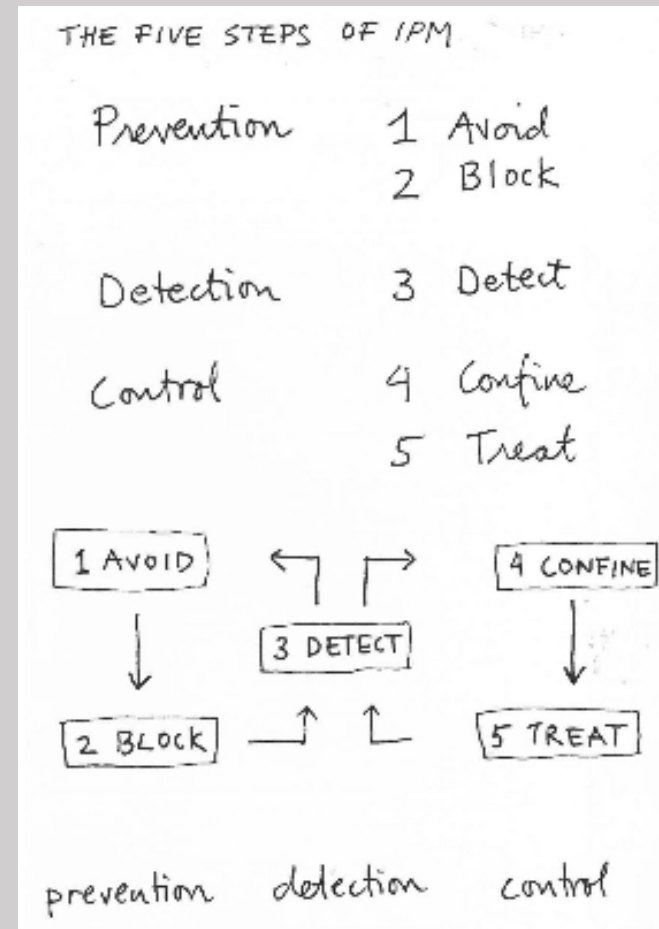 THE FIVE STEPS OF IPM
Prevention 1 Avoid
2 Block
Detection 3 Detect
Control 4 Confine
5 Treat
1 AVOID 4 CONFINE
3 DETECT
2 BLOCK 5 TREAT
prevention detection control